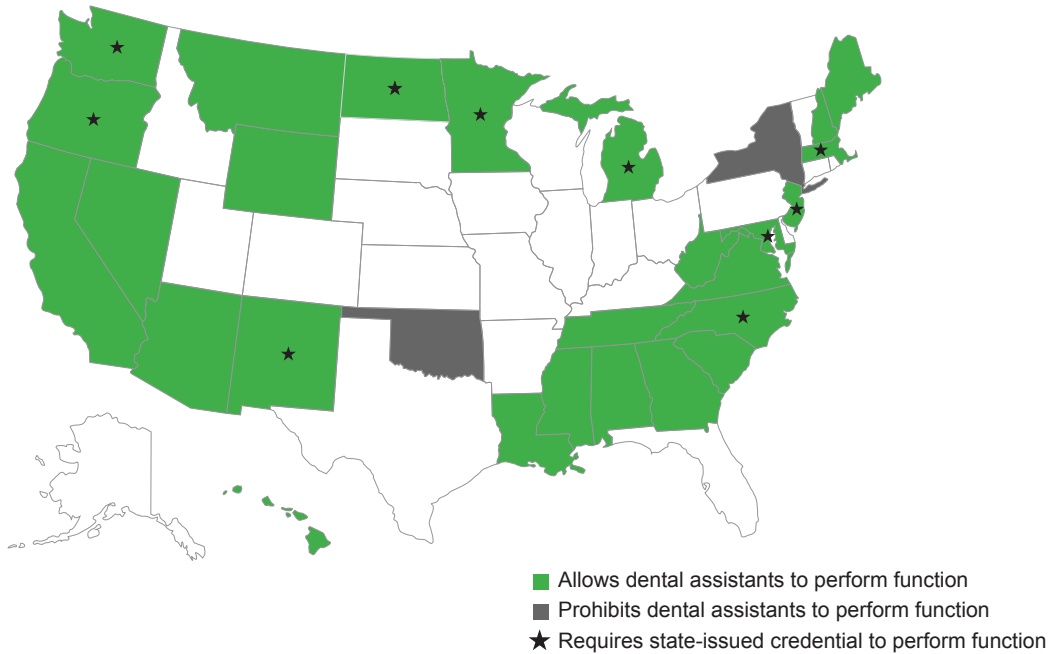 Allows dental assistants to perform function
Prohibits dental assistants to perform function
Requires state-issued credential to perform function